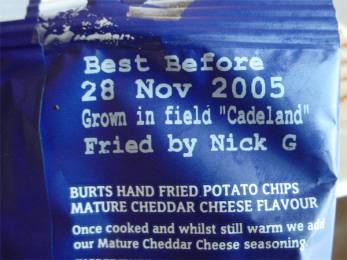 Best Before
28 Nov 2005
Grown in field "Cadeland"
Fried by Nick G
BURTS HAND FRIED POTATO CHIPS
MATURE CHEDDAR CHEESE FLAVOUR
Once cooked and whilst still warm we add
our Mature Cheddar Cheese seasoning.